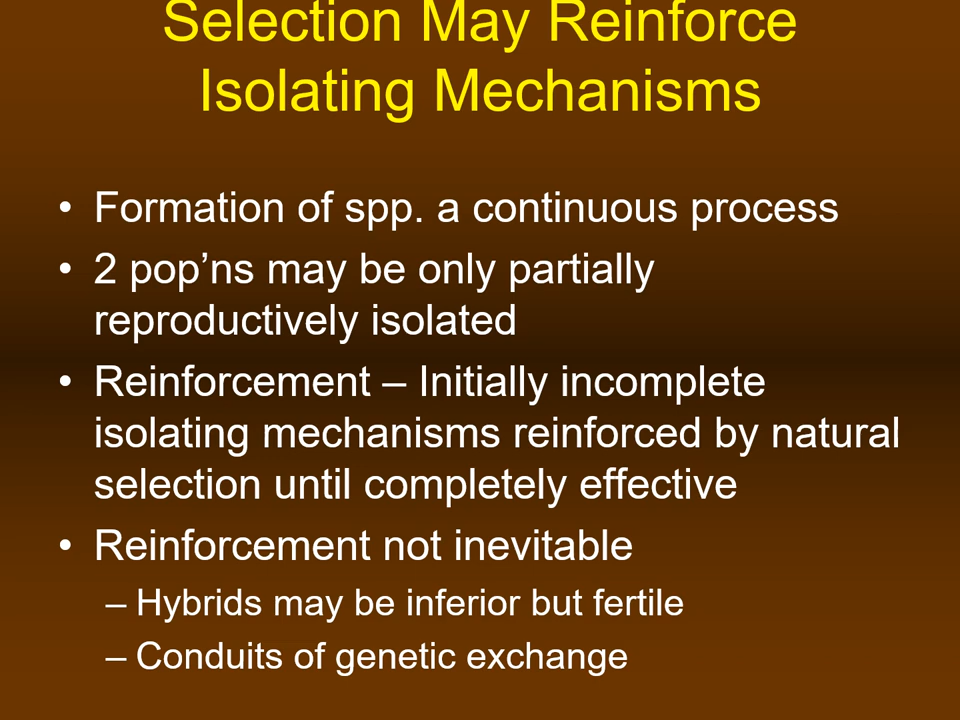 Selection May Reinforce
Isolating Mechanisms
• Formation of spp. a continuous process
• 2 pop’ns may be only partially
reproductively isolated
• Reinforcement – Initially incomplete
isolating mechanisms reinforced by natural
selection until completely effective
• Reinforcement not inevitable
– Hybrids may be inferior but fertile
– Conduits of genetic exchange